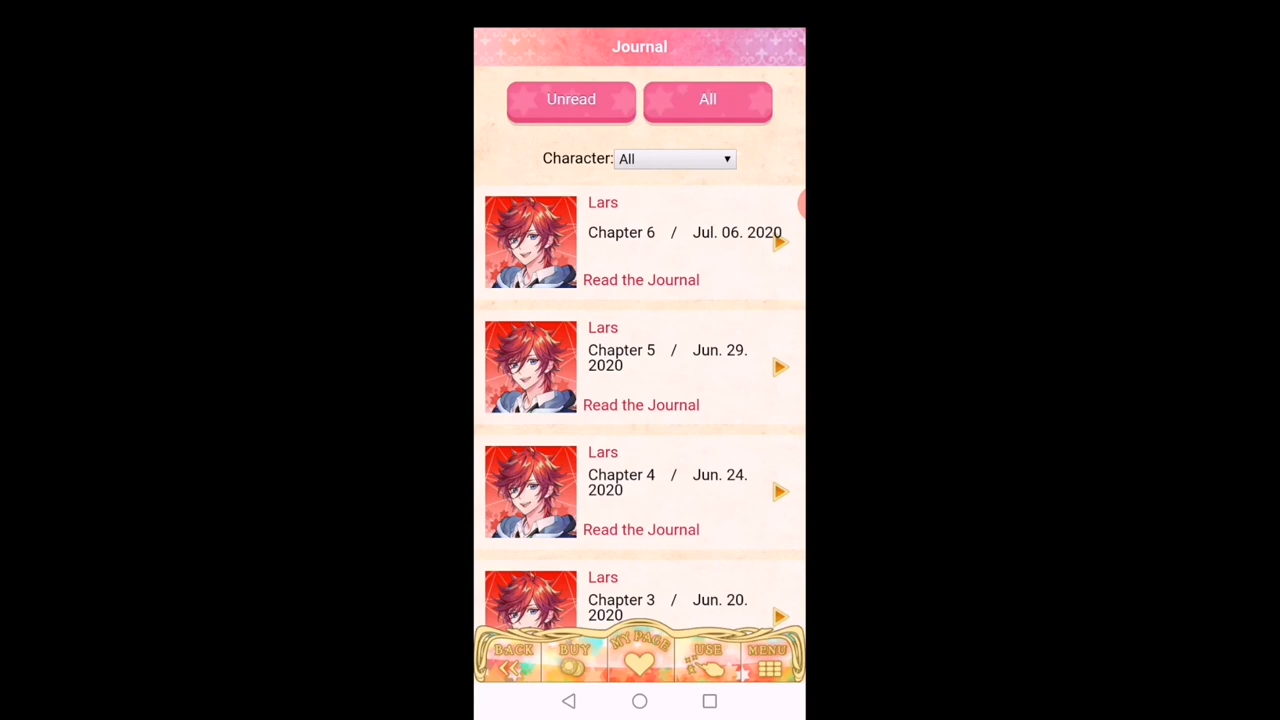 Journal
Unread
All
Character: All
Lars
Chapter 6 / Jul. 06. 2020
Read the Journal
Lars
Chapter 5 / Jun. 29.
2020
Read the Journal
Lars
Chapter 4 / Jun. 24.
2020
Read the Journal
Lars
Chapter 3 / Jun. 20.
2020
BACK
BUY
MY PAGE
USE
MENU